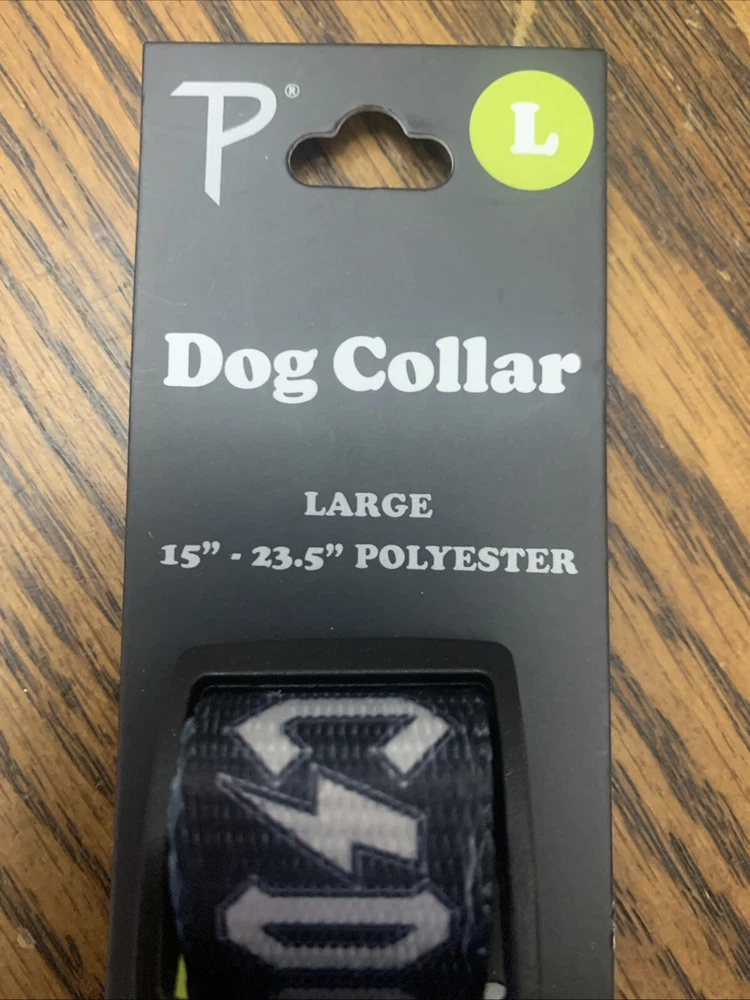 P®
L
Dog Collar
LARGE
15” - 23.5” POLYESTER